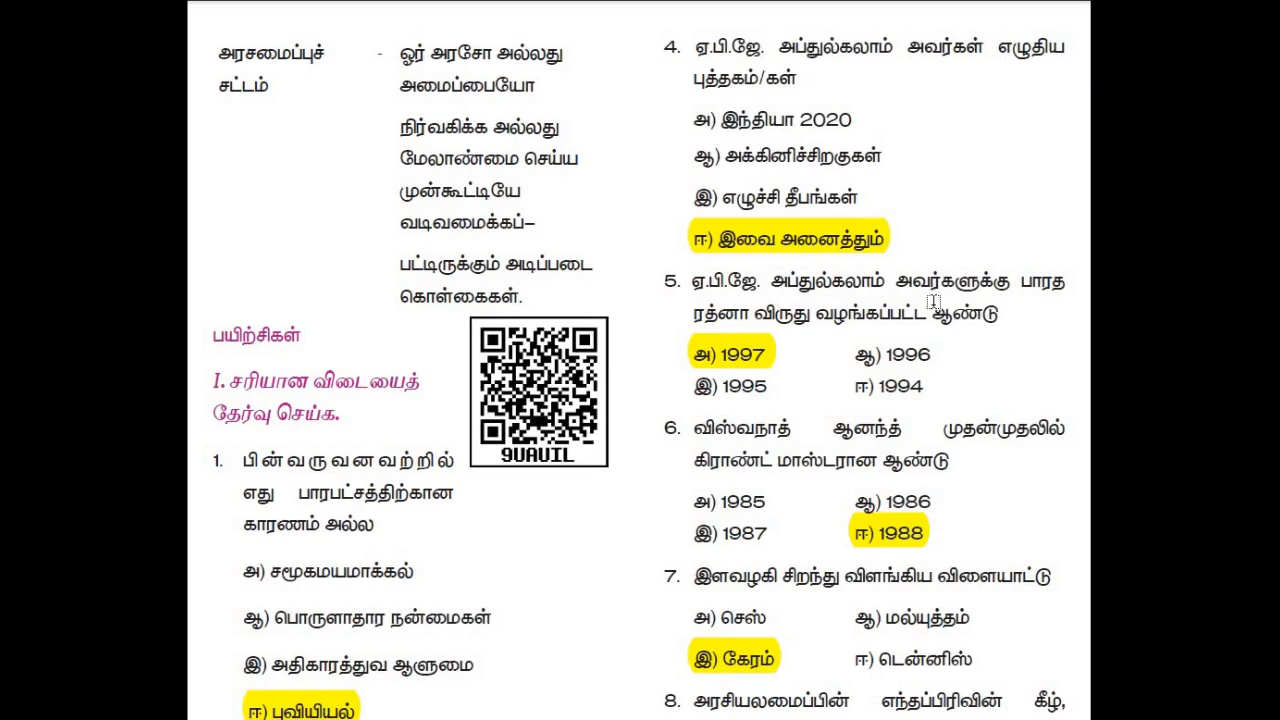 அரசமைப்புச் - ஓர் அரசோ அல்லது
சட்டம் அமைப்பையோ
நிர்வகிக்க அல்லது
மேலாண்மை செய்ய
முன்கூட்டியே
வடிவமைக்கப்–
பட்டிருக்கும் அடிப்படை
கொள்கைகள்.
பயிற்சிகள்
I. சரியான விடையைத்
தேர்வு செய்க.
9UAUIL
1. பின்வருவனவற்றில்
எது பாரபட்சத்திற்கான
காரணம் அல்ல
அ) சமூகமயமாக்கல்
ஆ) பொருளாதார நன்மைகள்
இ) அதிகாரத்துவ ஆளுமை
ஈ) புவியியல்
4. ஏ.பி.ஜே. அப்துல்கலாம் அவர்கள் எழுதிய
புத்தகம்/கள்
அ) இந்தியா 2020
ஆ) அக்கினிச்சிறகுகள்
இ) எழுச்சி தீபங்கள்
ஈ) இவை அனைத்தும்
5. ஏ.பி.ஜே. அப்துல்கலாம் அவர்களுக்கு பாரத
ரத்னா விருது வழங்கப்பட்ட ஆண்டு
அ) 1997 ஆ) 1996
இ) 1995 ஈ) 1994
6. விஸ்வநாத் ஆனந்த் முதன்முதலில்
கிராண்ட் மாஸ்டரான ஆண்டு
அ) 1985 ஆ) 1986
இ) 1987 ஈ) 1988
7. இளவழகி சிறந்து விளங்கிய விளையாட்டு
அ) செஸ் ஆ) மல்யுத்தம்
இ) கேரம் ஈ) டென்னிஸ்
8. அரசியலமைப்பின் எந்தப்பிரிவின் கீழ்,